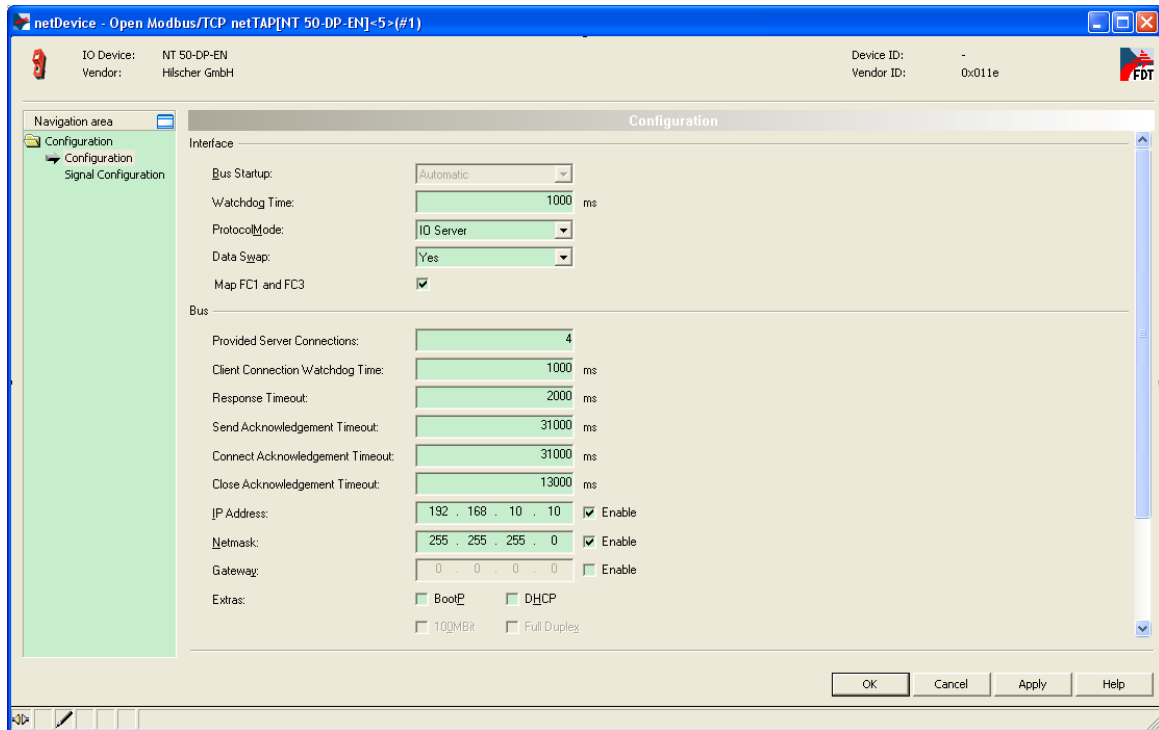 netDevice - Open Modbus/TCP netTAP[NT 50-DP-EN]<5>(#1)
IO Device: NT 50-DP-EN Device ID: -
Vendor: Hilscher GmbH Vendor ID: 0x011e
FDT
Navigation area
Configuration
Configuration
Configuration
Signal Configuration
Interface
Bus Startup: Automatic
Watchdog Time: 1000 ms
ProtocolMode: IO Server
Data Swap: Yes
Map FC1 and FC3
Bus
Provided Server Connections: 4
Client Connection Watchdog Time: 1000 ms
Response Timeout: 2000 ms
Send Acknowledgement Timeout: 31000 ms
Connect Acknowledgement Timeout: 31000 ms
Close Acknowledgement Timeout: 13000 ms
IP Address: 192 . 168 . 10 . 10 Enable
Netmask: 255 . 255 . 255 . 0 Enable
Gateway: 0 . 0 . 0 . 0 Enable
Extras: BootP DHCP
100MBit Full Duplex
OK Cancel Apply Help